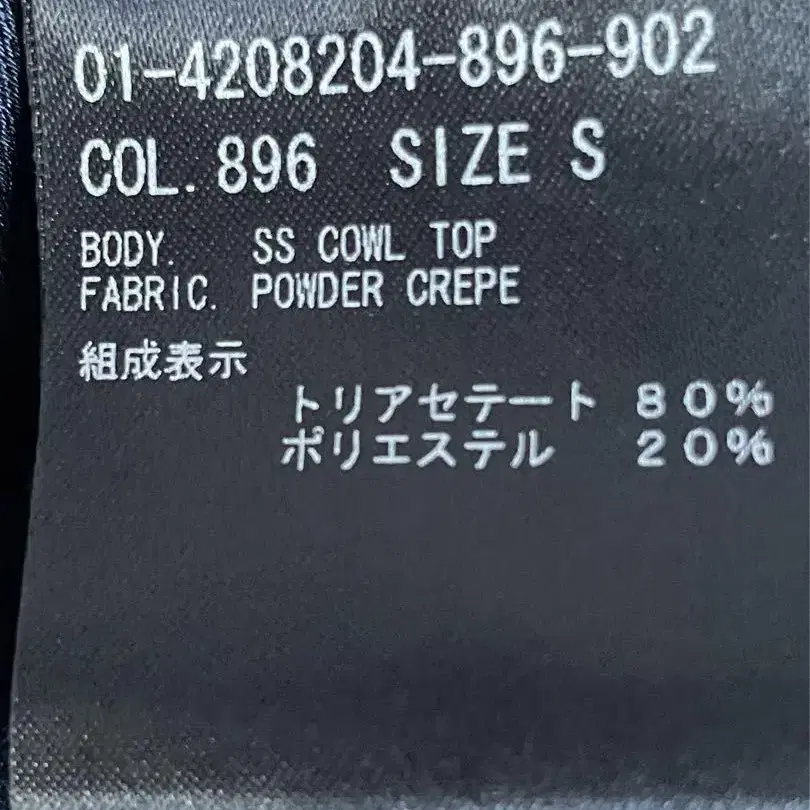 01-4208204-896-902
COL. 896 SIZE S
BODY. SS COWL TOP
FABRIC. POWDER CREPE
組成表示
トリアセテート ８０％
ポリエステル ２０％